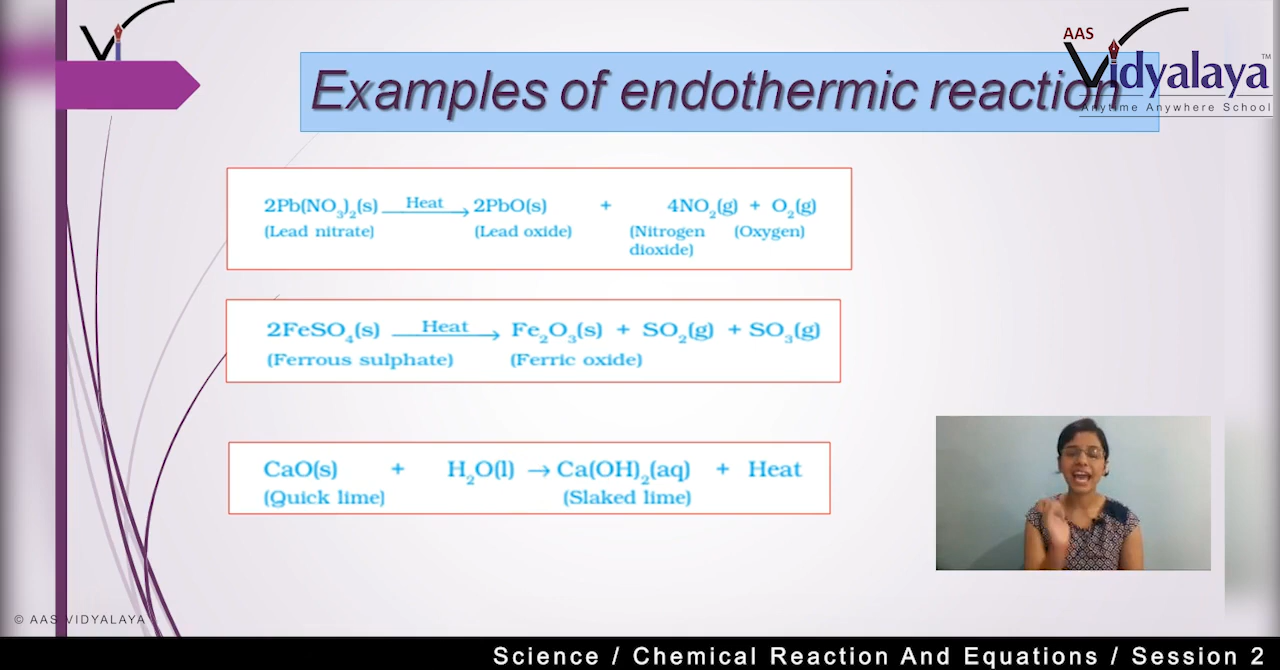 Vi
AAS
Vidyalaya™
Anytime Anywhere School
Examples of endothermic reaction
2Pb(NO₃)₂(s) Heat→ 2PbO(s) + 4NO₂(g) + O₂(g)
(Lead nitrate) (Lead oxide) (Nitrogen (Oxygen)
dioxide)
2FeSO₄(s) Heat→ Fe₂O₃(s) + SO₂(g) + SO₃(g)
(Ferrous sulphate) (Ferric oxide)
CaO(s) + H₂O(l) → Ca(OH)₂(aq) + Heat
(Quick lime) (Slaked lime)
© AAS VIDYALAYA
Science / Chemical Reaction And Equations / Session 2